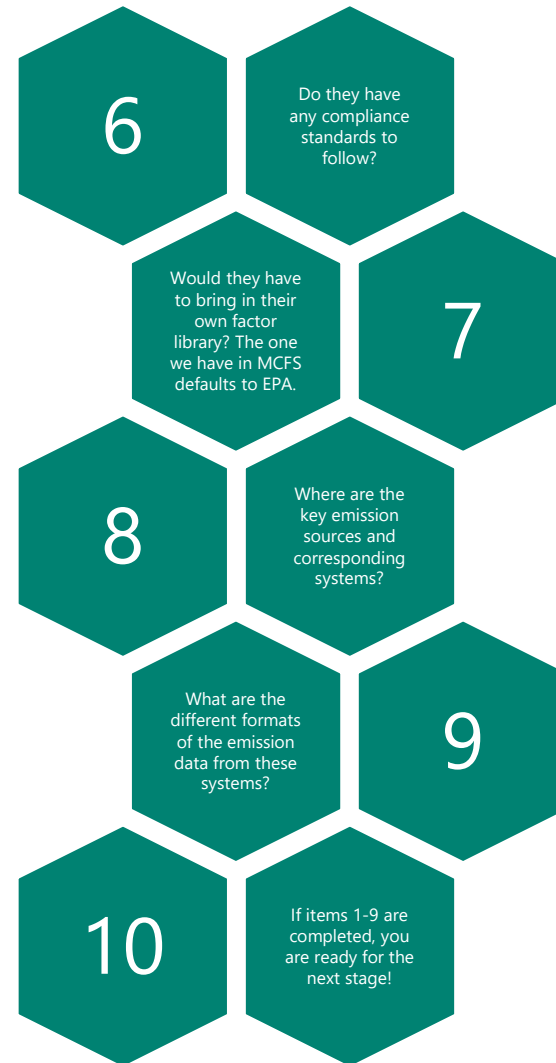 6
Do they have
any compliance
standards to
follow?
Would they have
to bring in their
own factor
library? The one
we have in MCFS
defaults to EPA.
7
8
Where are the
key emission
sources and
corresponding
systems?
What are the
different formats
of the emission
data from these
systems?
9
10
If items 1-9 are
completed, you
are ready for the
next stage!